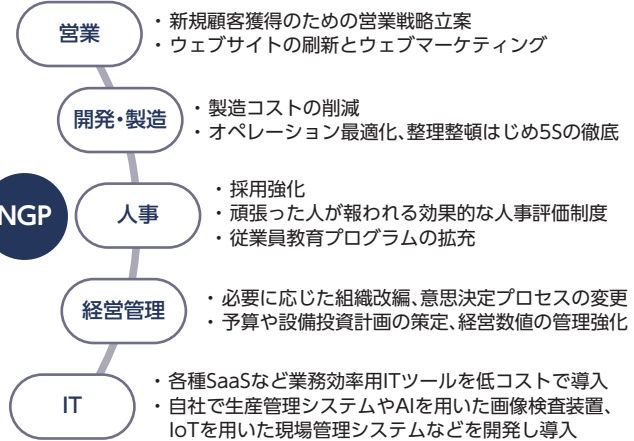 営業
・新規顧客獲得のための営業戦略立案
・ウェブサイトの刷新とウェブマーケティング
開発・製造
・製造コストの削減
・オペレーション最適化、整理整頓はじめ5Sの徹底
NGP
人事
・採用強化
・頑張った人が報われる効果的な人事評価制度
・従業員教育プログラムの拡充
経営管理
・必要に応じた組織改編、意思決定プロセスの変更
・予算や設備投資計画の策定、経営数値の管理強化
IT
・各種SaaSなど業務効率用ITツールを低コストで導入
・自社で生産管理システムやAIを用いた画像検査装置、
IoTを用いた現場管理システムなどを開発し導入